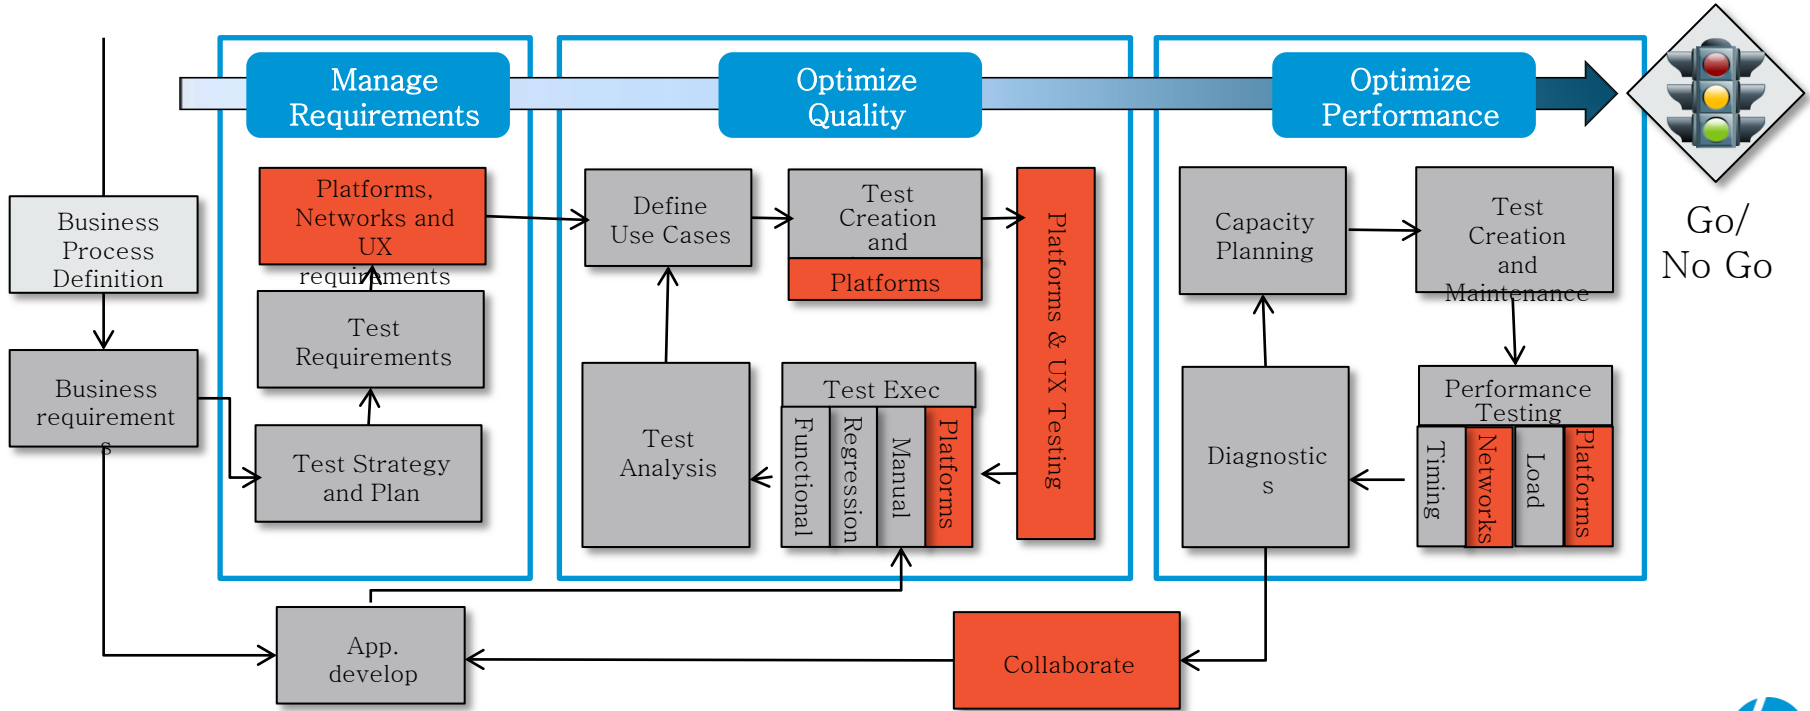 Manage
Requirements
Optimize
Quality
Optimize
Performance
Go/
No Go
Business
Process
Definition
Business
requirement
s
Platforms,
Networks and
UX
requirements
Test
Requirements
Test Strategy
and Plan
Define
Use Cases
Test
Creation
and
Platforms
Platforms & UX Testing
Test
Analysis
Test Exec
Functional
Regression
Manual
Platforms
Capacity
Planning
Test
Creation
and
Maintenance
Diagnostic
s
Performance
Testing
Timing
Networks
Load
Platforms
App.
develop
Collaborate